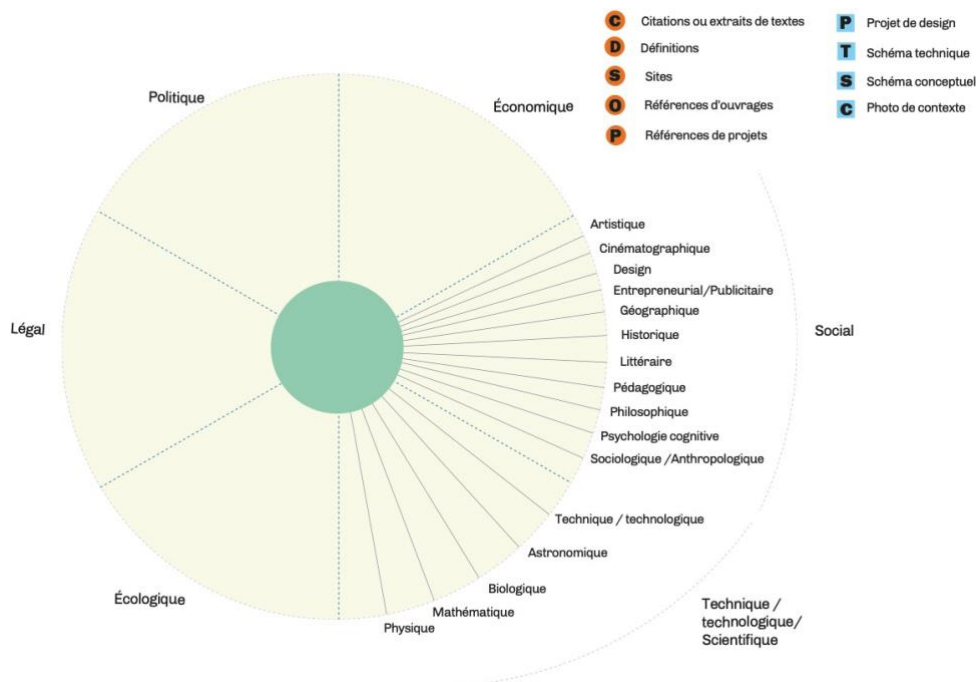 C Citations ou extraits de textes
D Définitions
S Sites
O Références d'ouvrages
P Références de projets
P Projet de design
T Schéma technique
S Schéma conceptuel
C Photo de contexte
Politique
Économique
Légal
Écologique
Artistique
Cinématographique
Design
Entrepreneurial/Publicitaire
Géographique
Historique
Littéraire
Pédagogique
Philosophique
Psychologie cognitive
Sociologique /Anthropologique
Social
Technique / technologique
Astronomique
Biologique
Mathématique
Physique
Technique /
technologique/
Scientifique